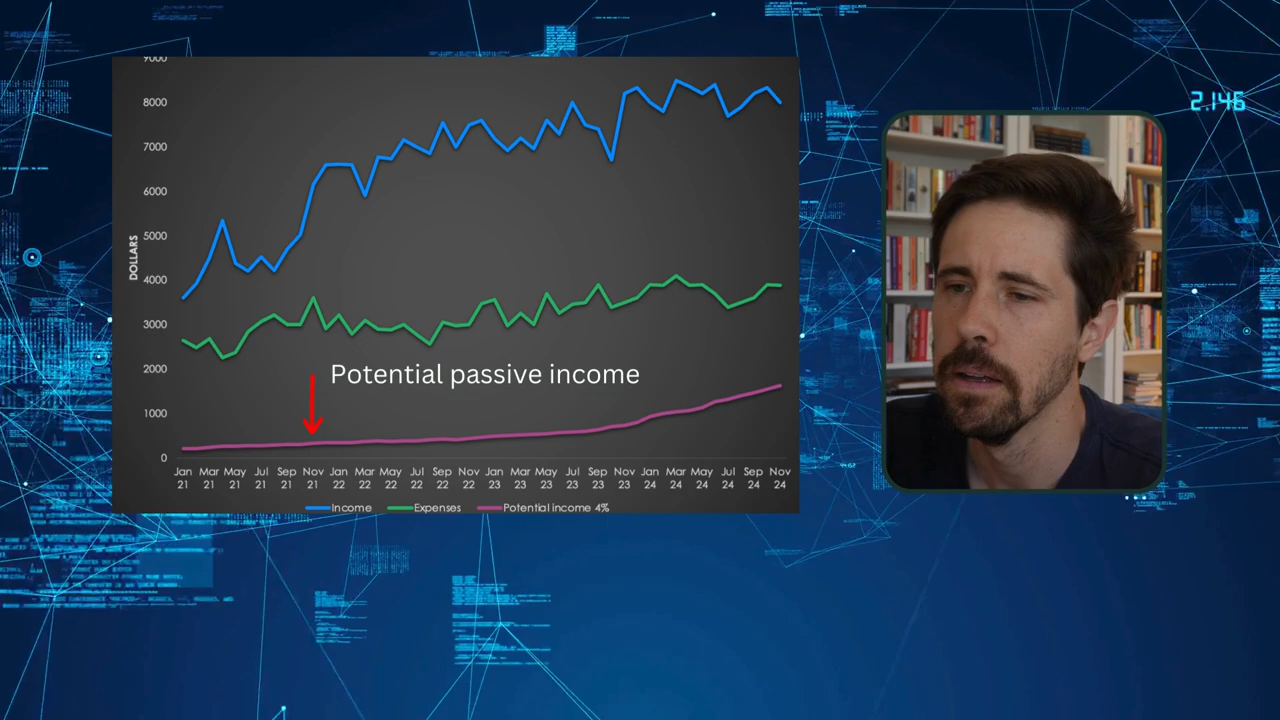 9000
8000
7000
6000
5000
4000
3000
2000
1000
0
DOLLARS
Potential passive income
Jan Mar May Jul Sep Nov Jan Mar May Jul Sep Nov Jan Mar May Jul Sep Nov Jan Mar May Jul Sep Nov
21 21 21 21 21 21 22 22 22 22 22 22 23 23 23 23 23 23 24 24 24 24 24 24
Income Expenses Potential income 4%
2.146